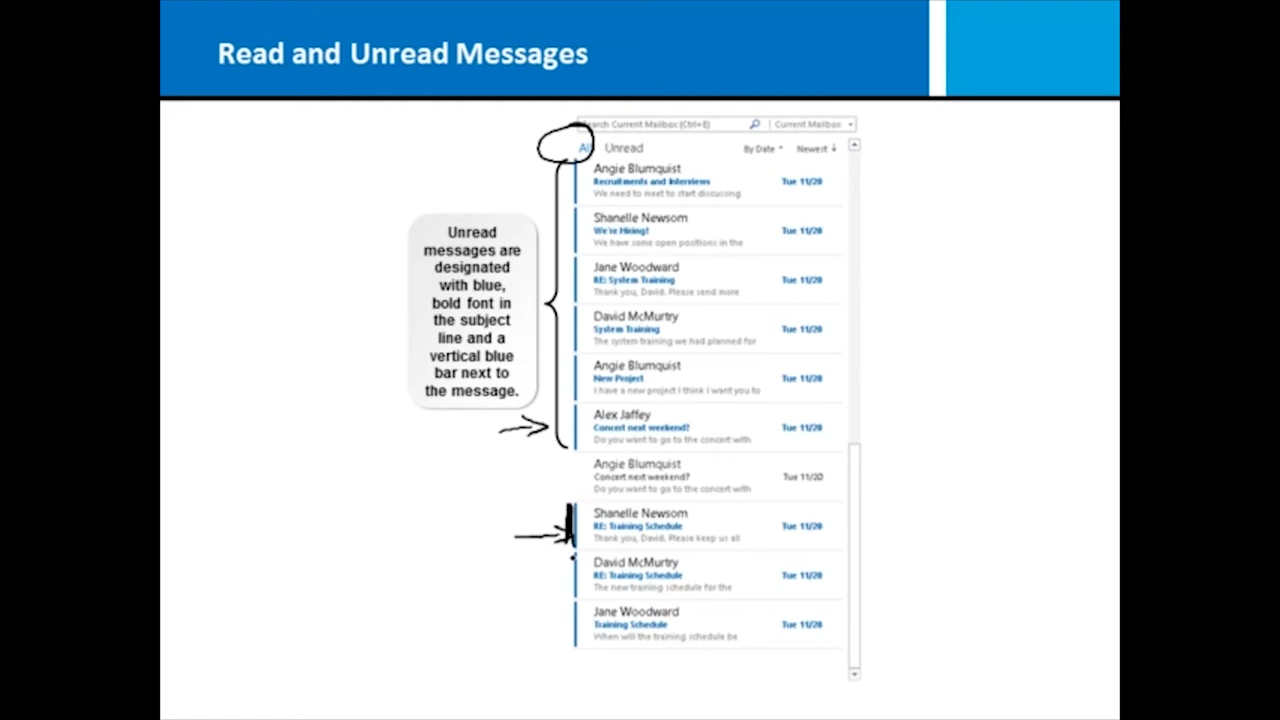 Read and Unread Messages
Search Current Mailbox (Ctrl+E) Current Mailbox
All Unread By Date Newest ↓
Unread
messages are
designated
with blue,
bold font in
the subject
line and a
vertical blue
bar next to
the message.
Angie Blumquist
Recruitments and Interviews Tue 11/20
We need to meet to start discussing
Shanelle Newsom
We're Hiring! Tue 11/20
We have some open positions in the
Jane Woodward
RE: System Training Tue 11/20
Thank you, David. Please send more
David McMurtry
System Training Tue 11/20
The system training we had planned for
Angie Blumquist
New Project Tue 11/20
I have a new project I think I want you to
Alex Jaffey
Concert next weekend? Tue 11/20
Do you want to go to the concert with
Angie Blumquist
Concert next weekend? Tue 11/20
Do you want to go to the concert with
Shanelle Newsom
RE: Training Schedule Tue 11/20
Thank you, David. Please keep us all
David McMurtry
RE: Training Schedule Tue 11/20
The new training schedule for the
Jane Woodward
Training Schedule Tue 11/20
When will the training schedule be